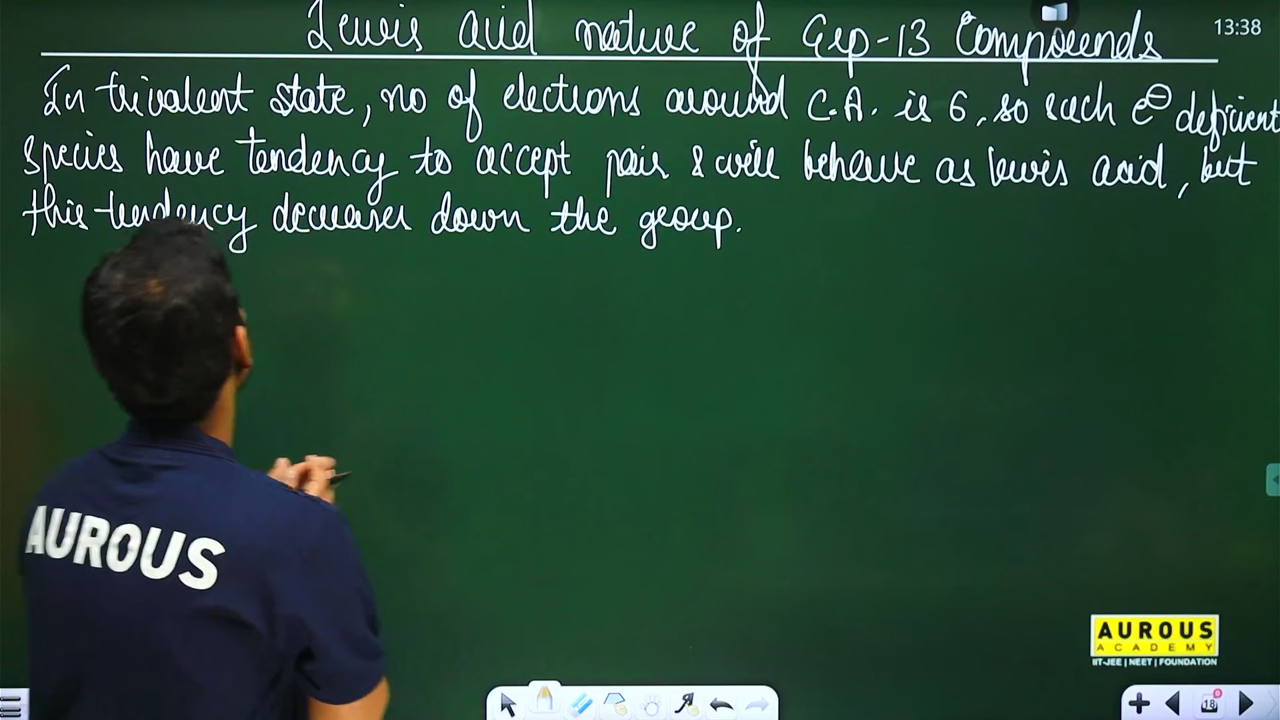 Lewis acid nature of Grp-13 Compounds
13:38
In trivalent state, no of electrons around C.A. is 6, so such e⊖ deficient
species have tendency to accept pair & will behave as lewis acid, but
this tendency decreases down the group.
AUROUS
AUROUS
ACADEMY
IIT-JEE | NEET | FOUNDATION
18